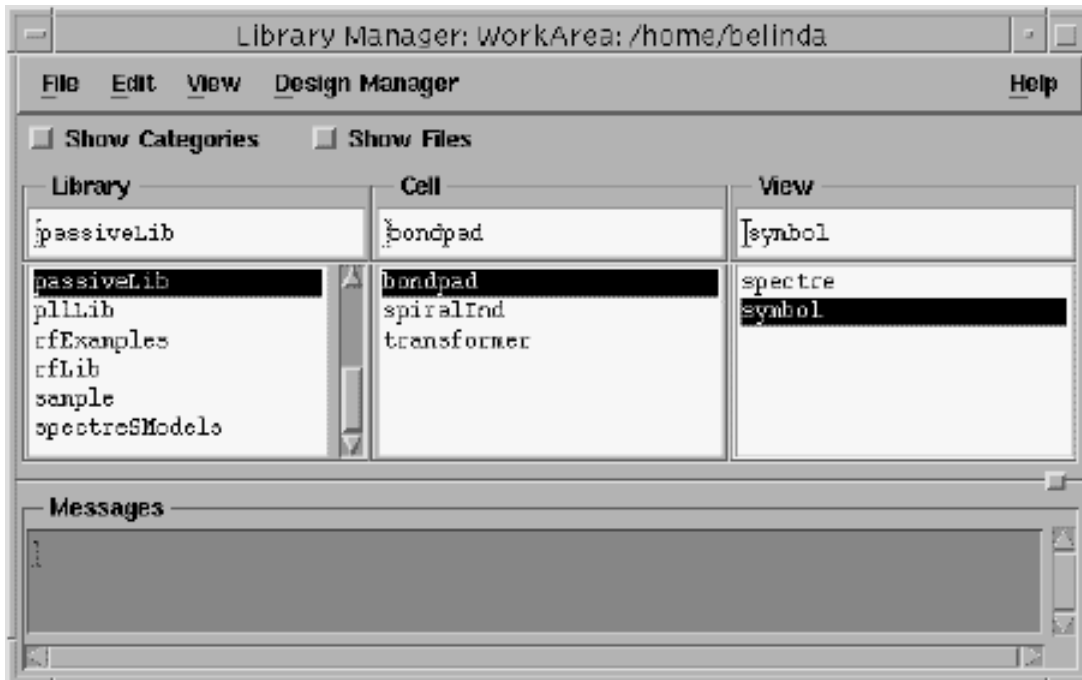 Library Manager: WorkArea: /home/belinda
File Edit View Design Manager Help
Show Categories Show Files
Library Cell View
passiveLib bondpad symbol
passiveLib bondpad spectre
pllLib spiralInd symbol
rfExamples transformer
rfLib
sample
spectreSModels
Messages